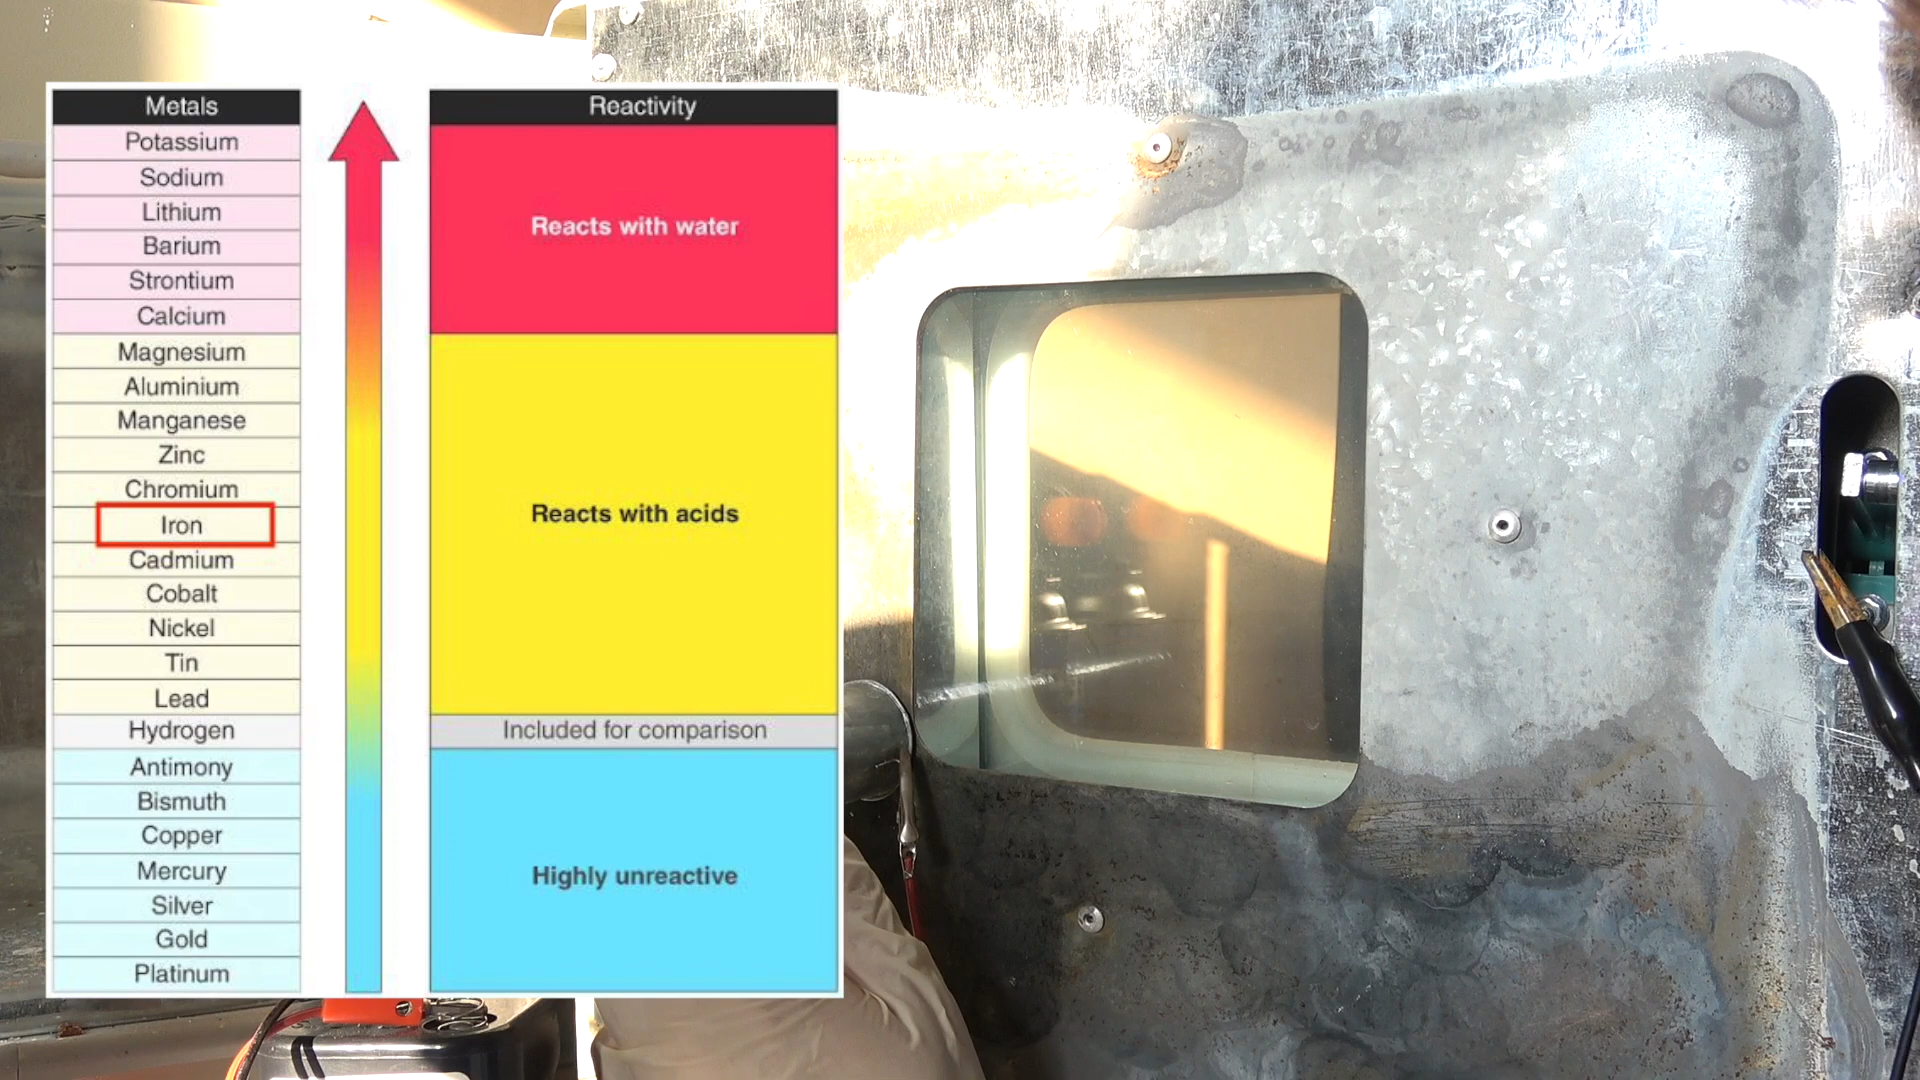 Metals
Potassium
Sodium
Lithium
Barium
Strontium
Calcium
Magnesium
Aluminium
Manganese
Zinc
Chromium
Iron
Cadmium
Cobalt
Nickel
Tin
Lead
Hydrogen
Antimony
Bismuth
Copper
Mercury
Silver
Gold
Platinum
Reactivity
Reacts with water
Reacts with acids
Included for comparison
Highly unreactive